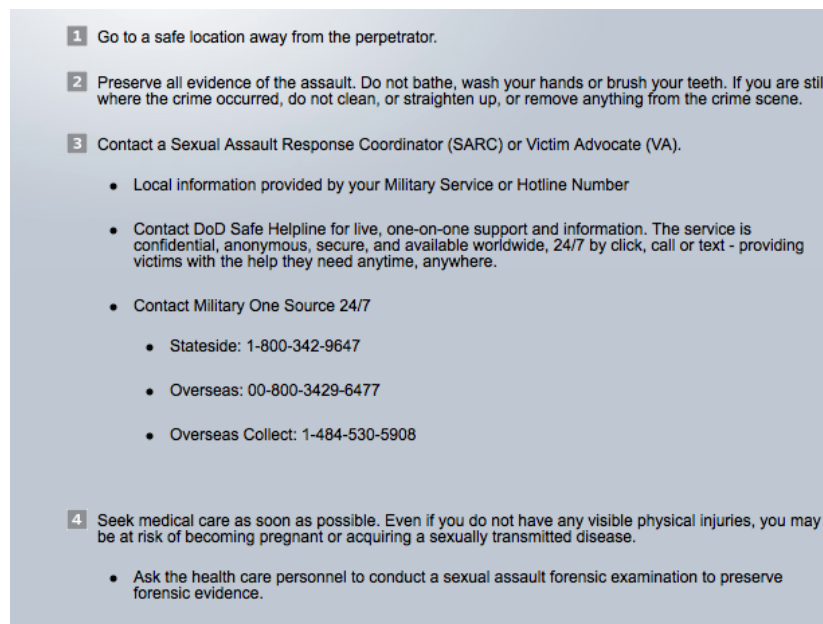 1 Go to a safe location away from the perpetrator.
2 Preserve all evidence of the assault. Do not bathe, wash your hands or brush your teeth. If you are stil
where the crime occurred, do not clean, or straighten up, or remove anything from the crime scene.
3 Contact a Sexual Assault Response Coordinator (SARC) or Victim Advocate (VA).
• Local information provided by your Military Service or Hotline Number
• Contact DoD Safe Helpline for live, one-on-one support and information. The service is
confidential, anonymous, secure, and available worldwide, 24/7 by click, call or text - providing
victims with the help they need anytime, anywhere.
• Contact Military One Source 24/7
• Stateside: 1-800-342-9647
• Overseas: 00-800-3429-6477
• Overseas Collect: 1-484-530-5908
4 Seek medical care as soon as possible. Even if you do not have any visible physical injuries, you may
be at risk of becoming pregnant or acquiring a sexually transmitted disease.
• Ask the health care personnel to conduct a sexual assault forensic examination to preserve
forensic evidence.